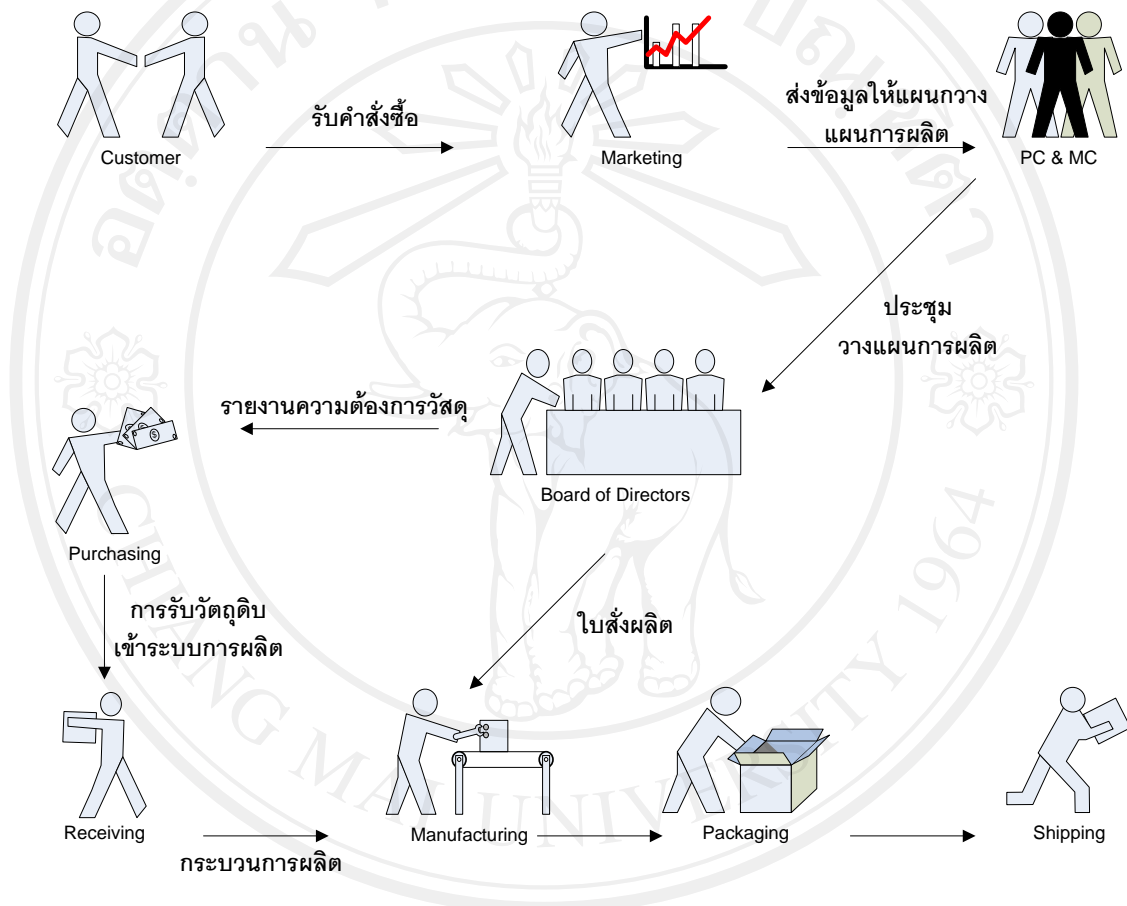 รับคำสั่งซื้อ
Customer
Marketing
ส่งข้อมูลให้แผนกวาง
แผนการผลิต
PC & MC
ประชุม
วางแผนการผลิต
รายงานความต้องการวัสดุ
Board of Directors
Purchasing
การรับวัตถุดิบ
เข้าระบบการผลิต
ใบสั่งผลิต
Receiving
กระบวนการผลิต
Manufacturing
Packaging
Shipping
CHIANG MAI UNIVERSITY 1964